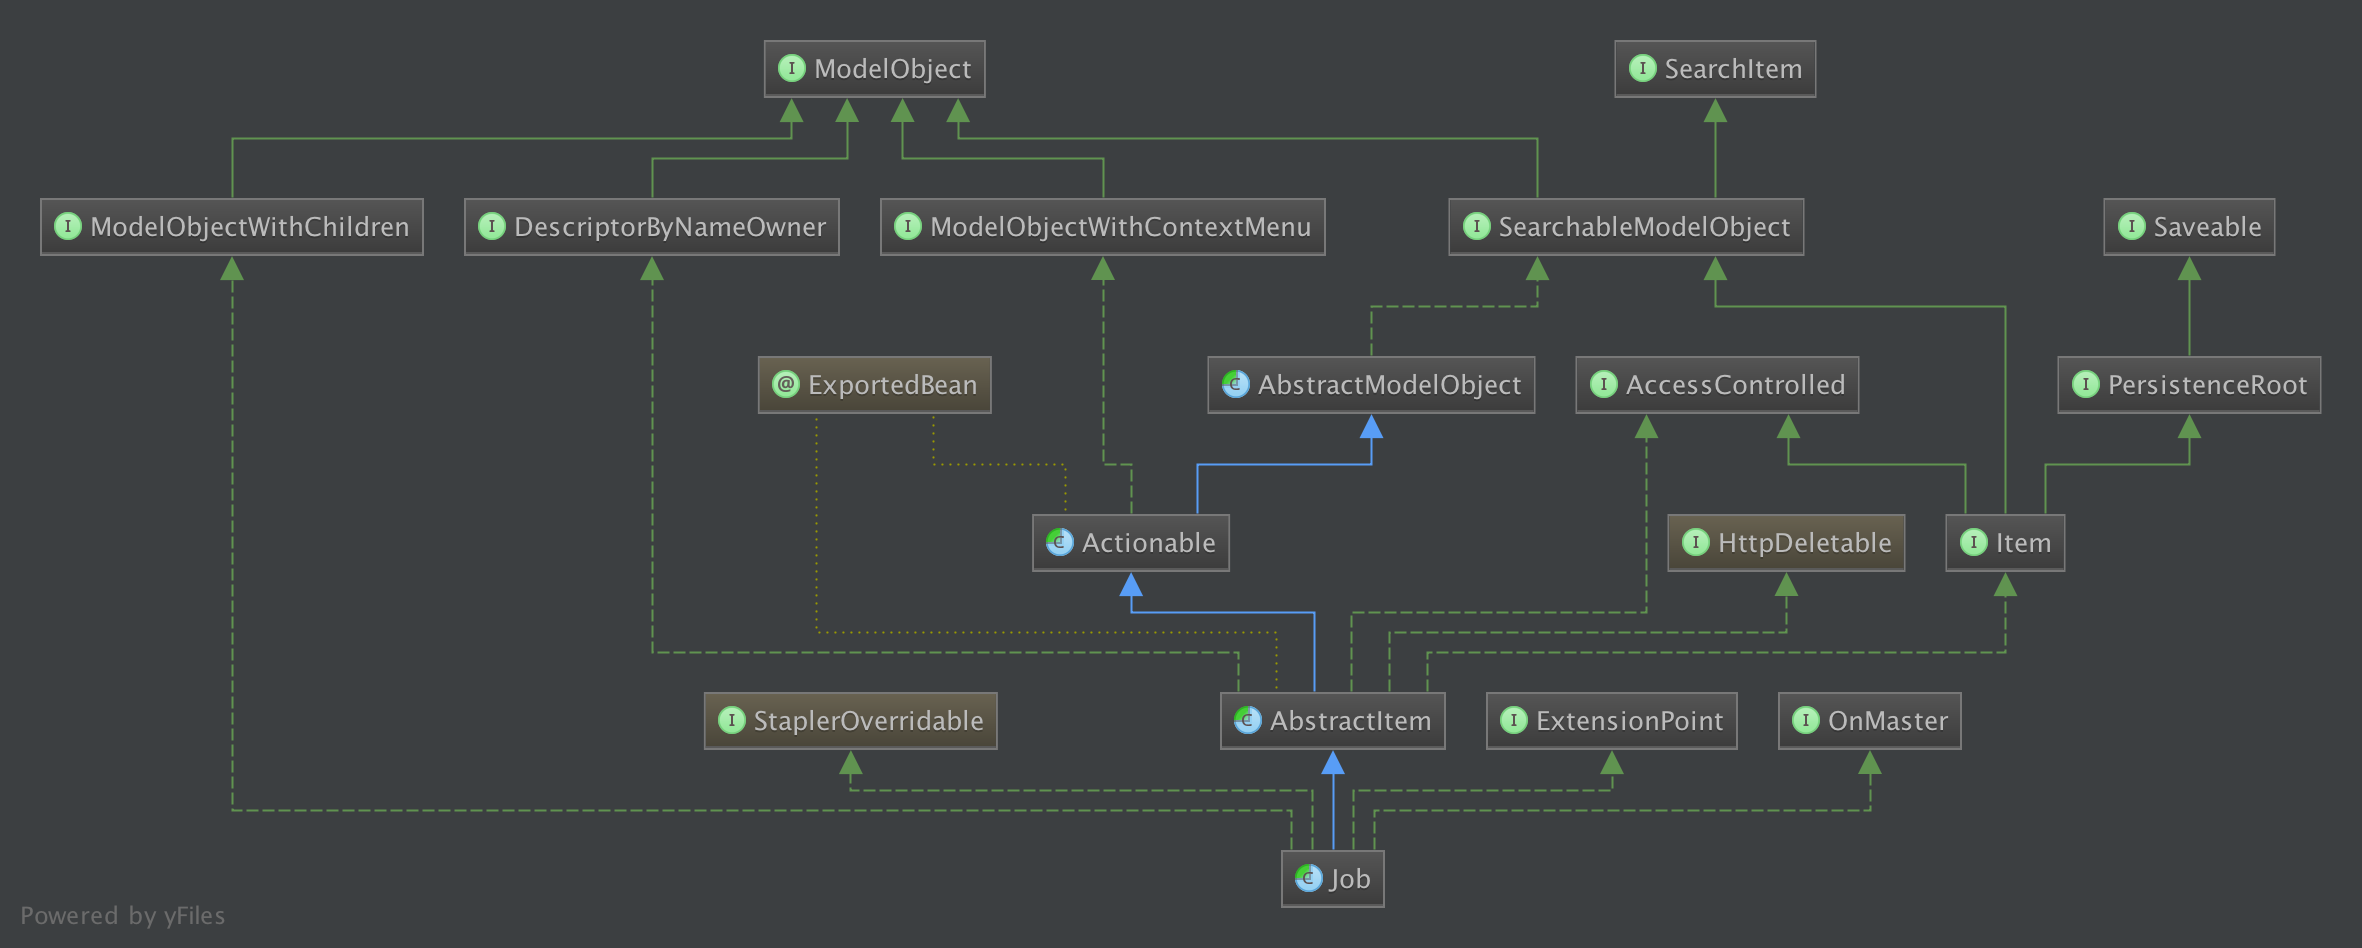 ModelObject
SearchItem
ModelObjectWithChildren
DescriptorByNameOwner
ModelObjectWithContextMenu
SearchableModelObject
Saveable
@ ExportedBean
AbstractModelObject
AccessControlled
PersistenceRoot
Actionable
HttpDeletable
Item
StaplerOverridable
AbstractItem
ExtensionPoint
OnMaster
Job
Powered by yFiles